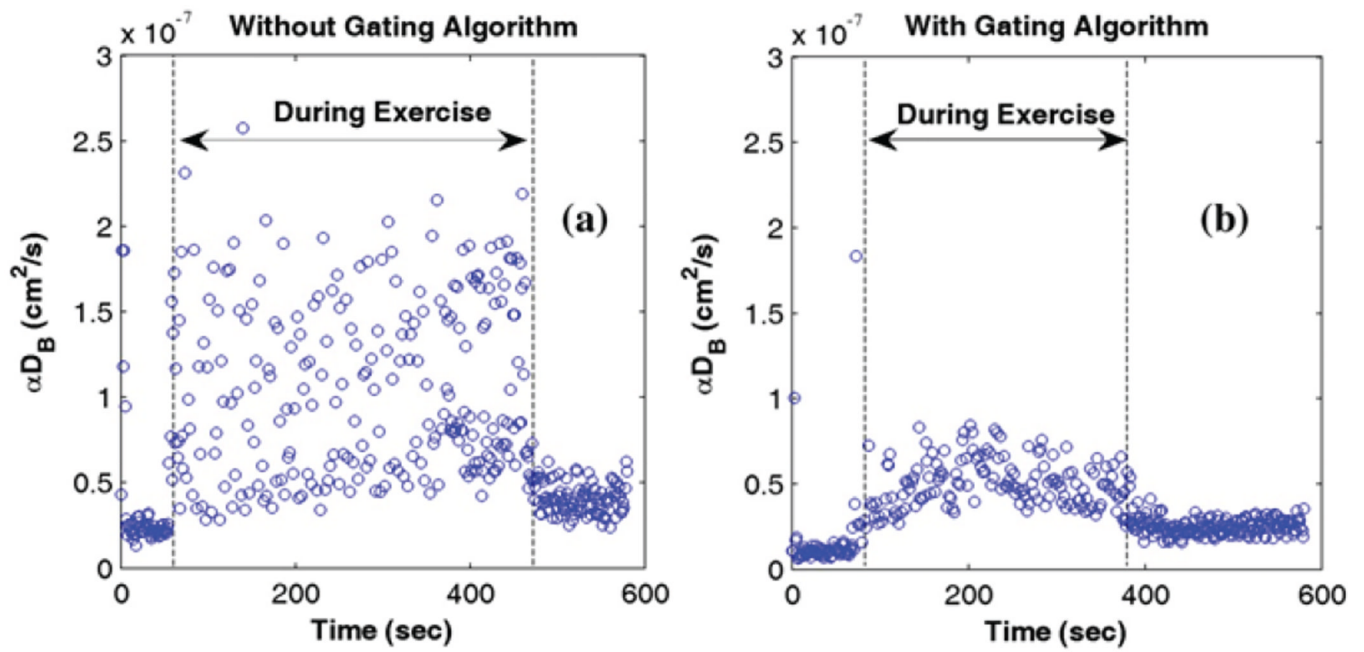 × 10⁻⁷ Without Gating Algorithm
3
2.5
2
1.5
1
0.5
0
αD_B (cm²/s)
During Exercise
(a)
0 200 400 600
Time (sec)
× 10⁻⁷ With Gating Algorithm
3
2.5
2
1.5
1
0.5
0
αD_B (cm²/s)
During Exercise
(b)
0 200 400 600
Time (sec)